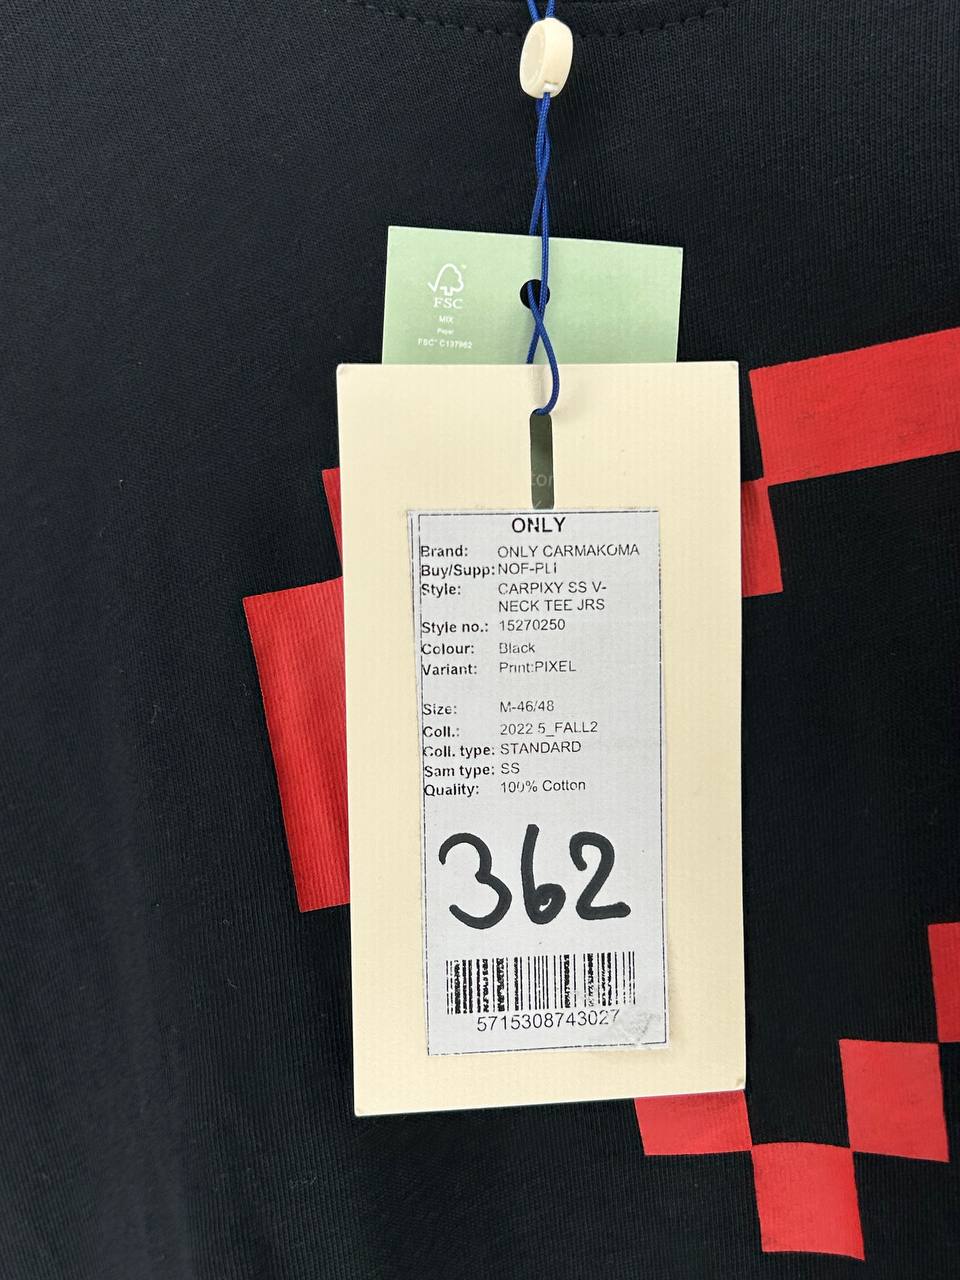 FSC
MIX
Paper
FSC® C137962
ONLY
Brand: ONLY CARMAKOMA
Buy/Supp: NOF-PLI
Style: CARPIXY SS V-
NECK TEE JRS
Style no.: 15270250
Colour: Black
Variant: Print:PIXEL
Size: M-46/48
Coll.: 2022 5_FALL2
Coll. type: STANDARD
Sam type: SS
Quality: 100% Cotton
362
5715308743027